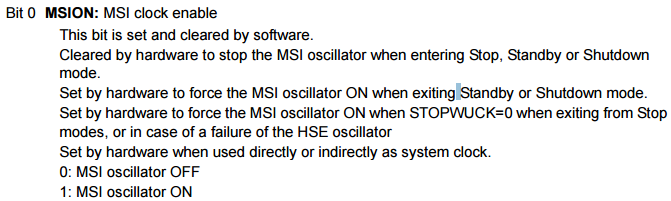 Bit 0 MSION: MSI clock enable
This bit is set and cleared by software.
Cleared by hardware to stop the MSI oscillator when entering Stop, Standby or Shutdown
mode.
Set by hardware to force the MSI oscillator ON when exiting Standby or Shutdown mode.
Set by hardware to force the MSI oscillator ON when STOPWUCK=0 when exiting from Stop
modes, or in case of a failure of the HSE oscillator
Set by hardware when used directly or indirectly as system clock.
0: MSI oscillator OFF
1: MSI oscillator ON